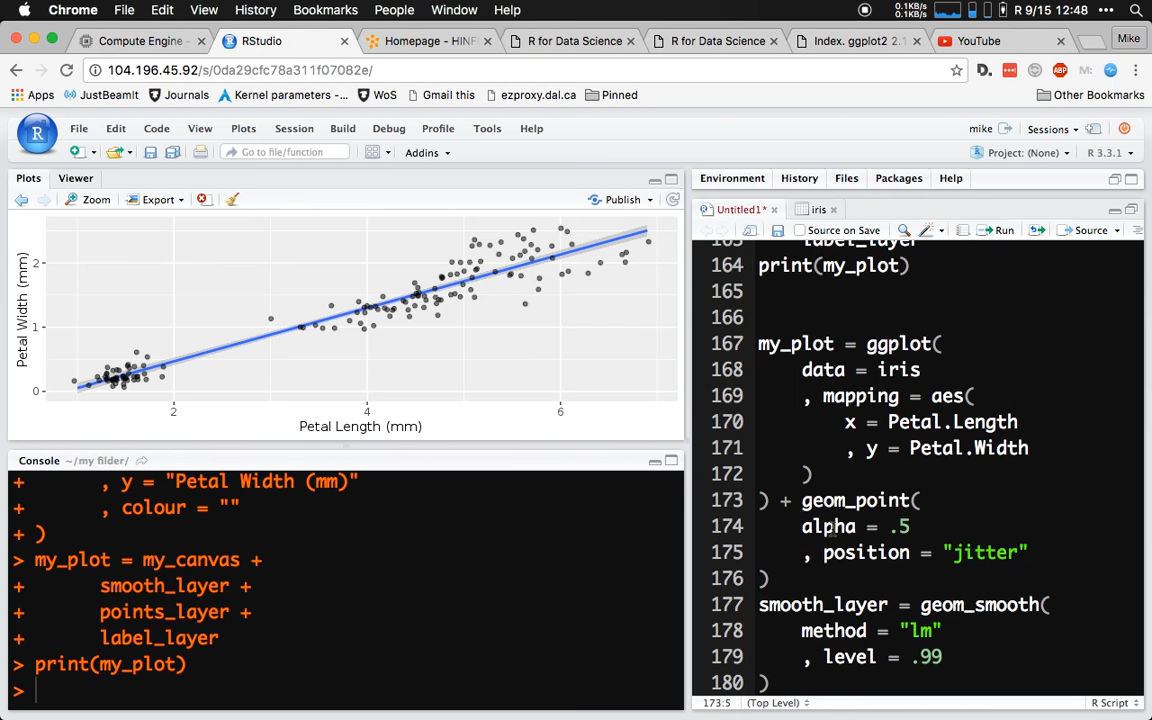 Chrome File Edit View History Bookmarks People Window Help 0.1KB/s 0.1KB/s R 9/15 12:48
Compute Engine - RStudio Homepage - HINF R for Data Science R for Data Science Index. ggplot2 2.1 YouTube Mike
104.196.45.92/s/0da29cfc78a311f07082e/ D. ABP M:
Apps JustBeamIt Journals Kernel parameters -... WoS Gmail this ezproxy.dal.ca Pinned Other Bookmarks
R File Edit Code View Plots Session Build Debug Profile Tools Help mike Sessions
Go to file/function Addins Project: (None) R 3.3.1
Plots Viewer
Zoom Export Publish
Petal Width (mm)
2
1
0
2 4 6
Petal Length (mm)
Console ~/my filder/
+ , y = "Petal Width (mm)"
+ , colour = ""
+ )
> my_plot = my_canvas +
+ smooth_layer +
+ points_layer +
+ label_layer
> print(my_plot)
>
Environment History Files Packages Help
Untitled1* iris
Source on Save Run Source
163 label_layer
164 print(my_plot)
165
166
167 my_plot = ggplot(
168 data = iris
169 , mapping = aes(
170 x = Petal.Length
171 , y = Petal.Width
172 )
173 ) + geom_point(
174 alpha = .5
175 , position = "jitter"
176 )
177 smooth_layer = geom_smooth(
178 method = "lm"
179 , level = .99
180 )
173:5 (Top Level) R Script